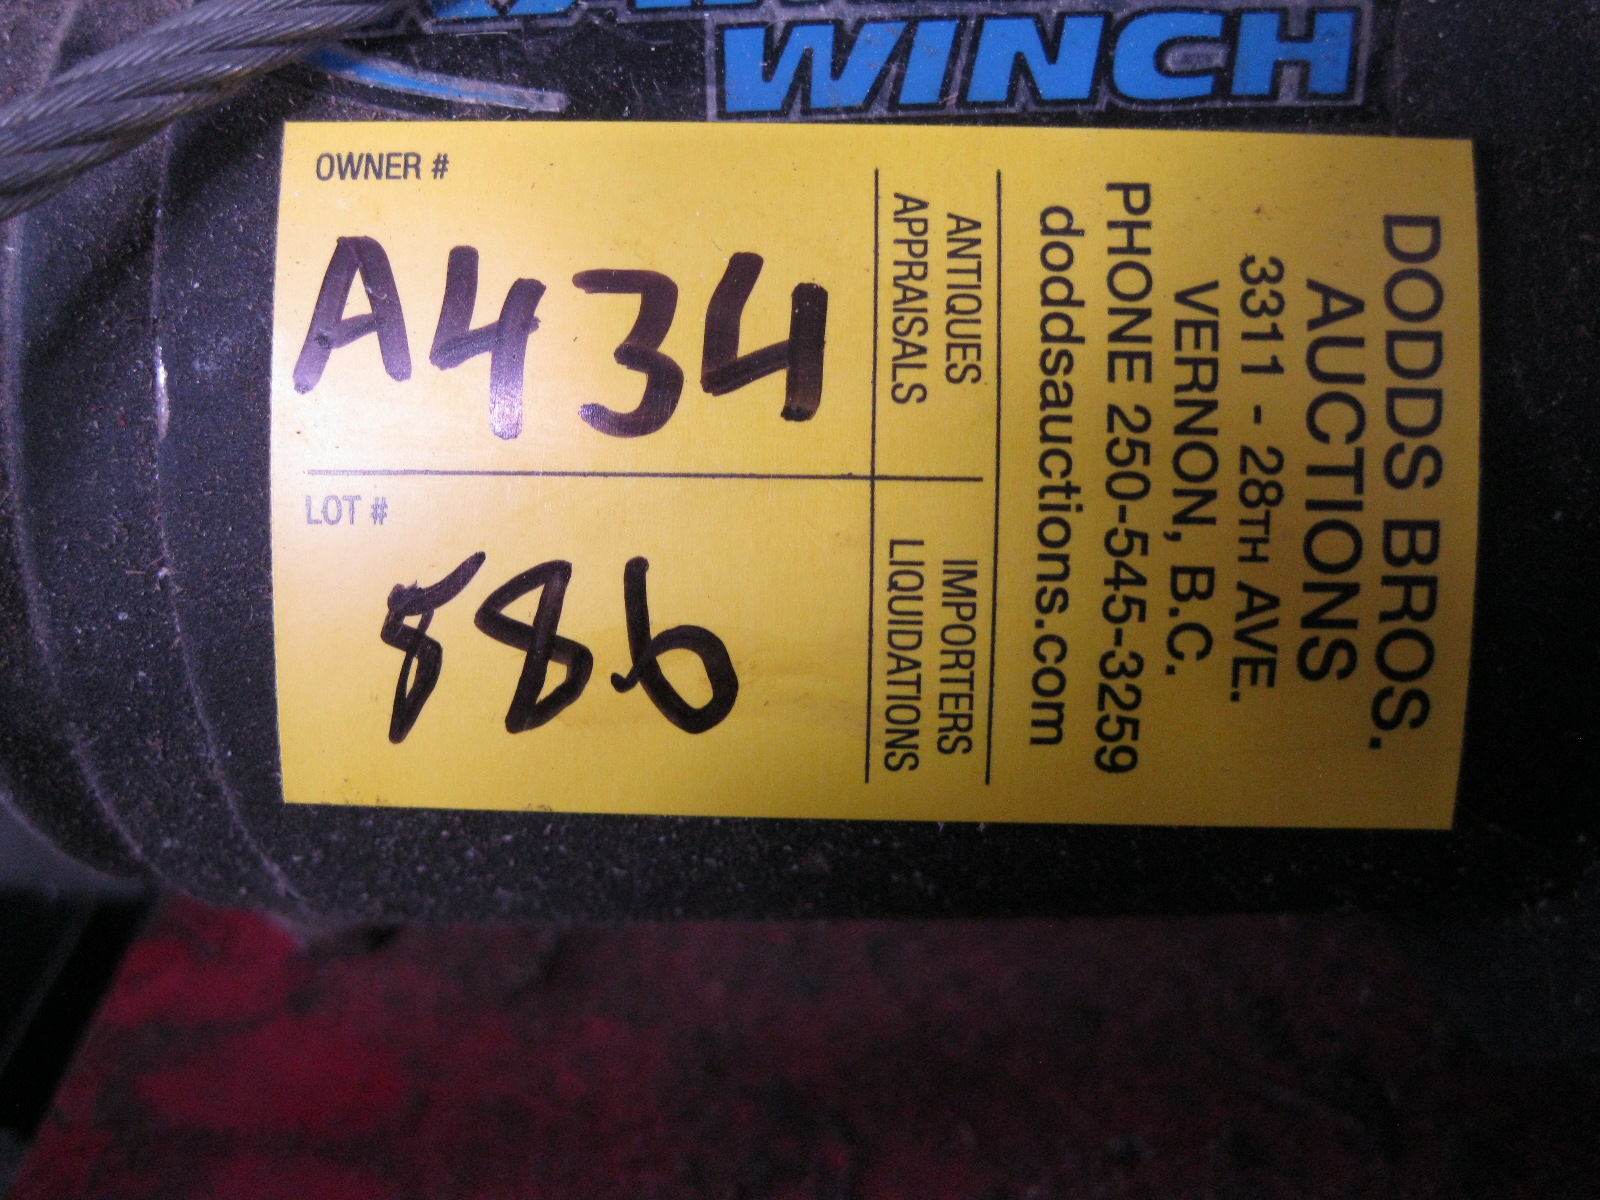 WINCH
DODDS BROS.
AUCTIONS
3311 - 28TH AVE.
VERNON, B.C.
PHONE 250-545-3259
doddsauctions.com
ANTIQUES
APPRAISALS
IMPORTERS
LIQUIDATIONS
OWNER #
A434
LOT #
886